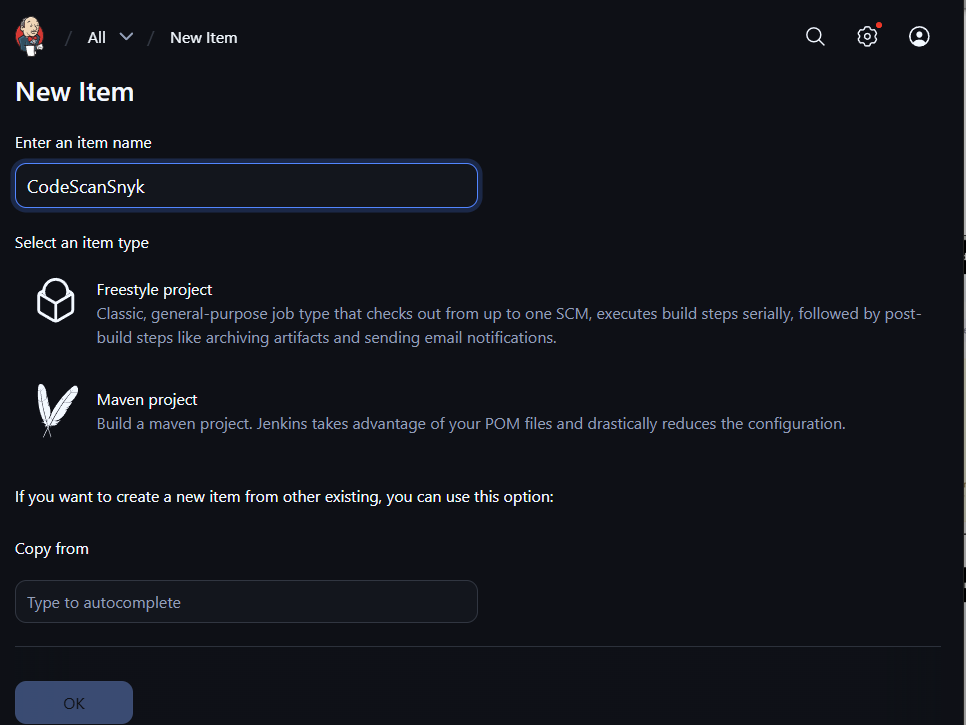 / All / New Item
New Item
Enter an item name
CodeScanSnyk
Select an item type
Freestyle project
Classic, general-purpose job type that checks out from up to one SCM, executes build steps serially, followed by post-
build steps like archiving artifacts and sending email notifications.
Maven project
Build a maven project. Jenkins takes advantage of your POM files and drastically reduces the configuration.
If you want to create a new item from other existing, you can use this option:
Copy from
Type to autocomplete
OK